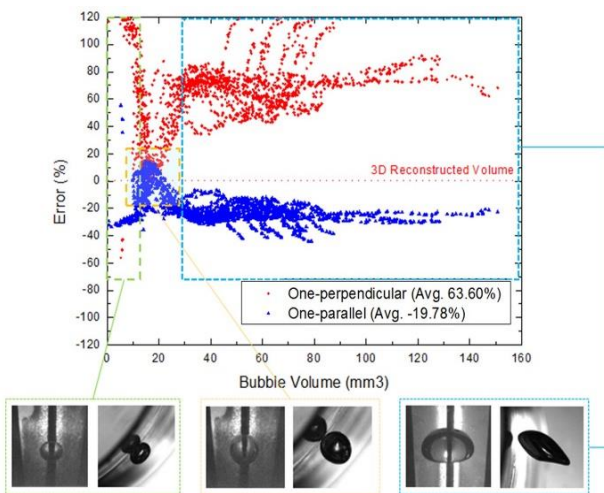 120
100
80
60
40
20
0
-20
-40
-60
-80
-100
-120
Error (%)
3D Reconstructed Volume
One-perpendicular (Avg. 63.60%)
One-parallel (Avg. -19.78%)
0 20 40 60 80 100 120 140 160
Bubble Volume (mm3)